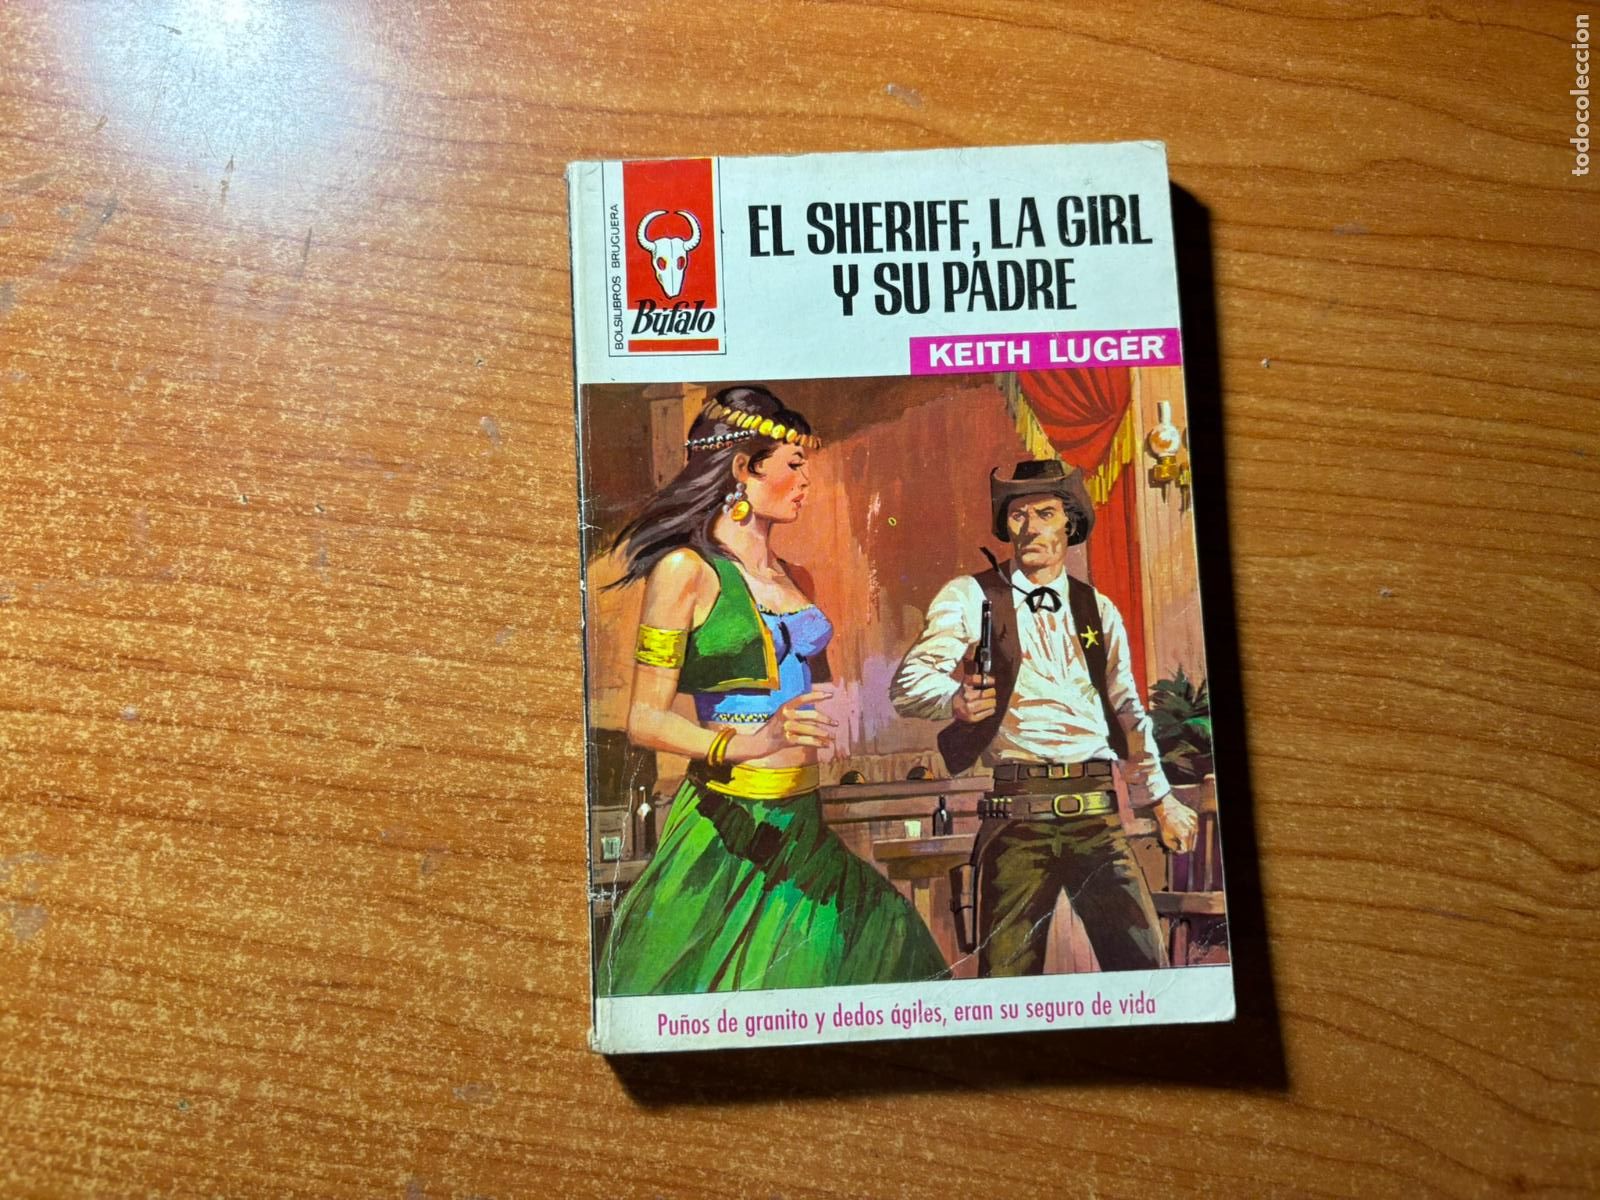 BOLSILIBROS BRUGUERA
Búfalo
EL SHERIFF, LA GIRL
Y SU PADRE
KEITH LUGER
Puños de granito y dedos ágiles, eran su seguro de vida
todocoleccion